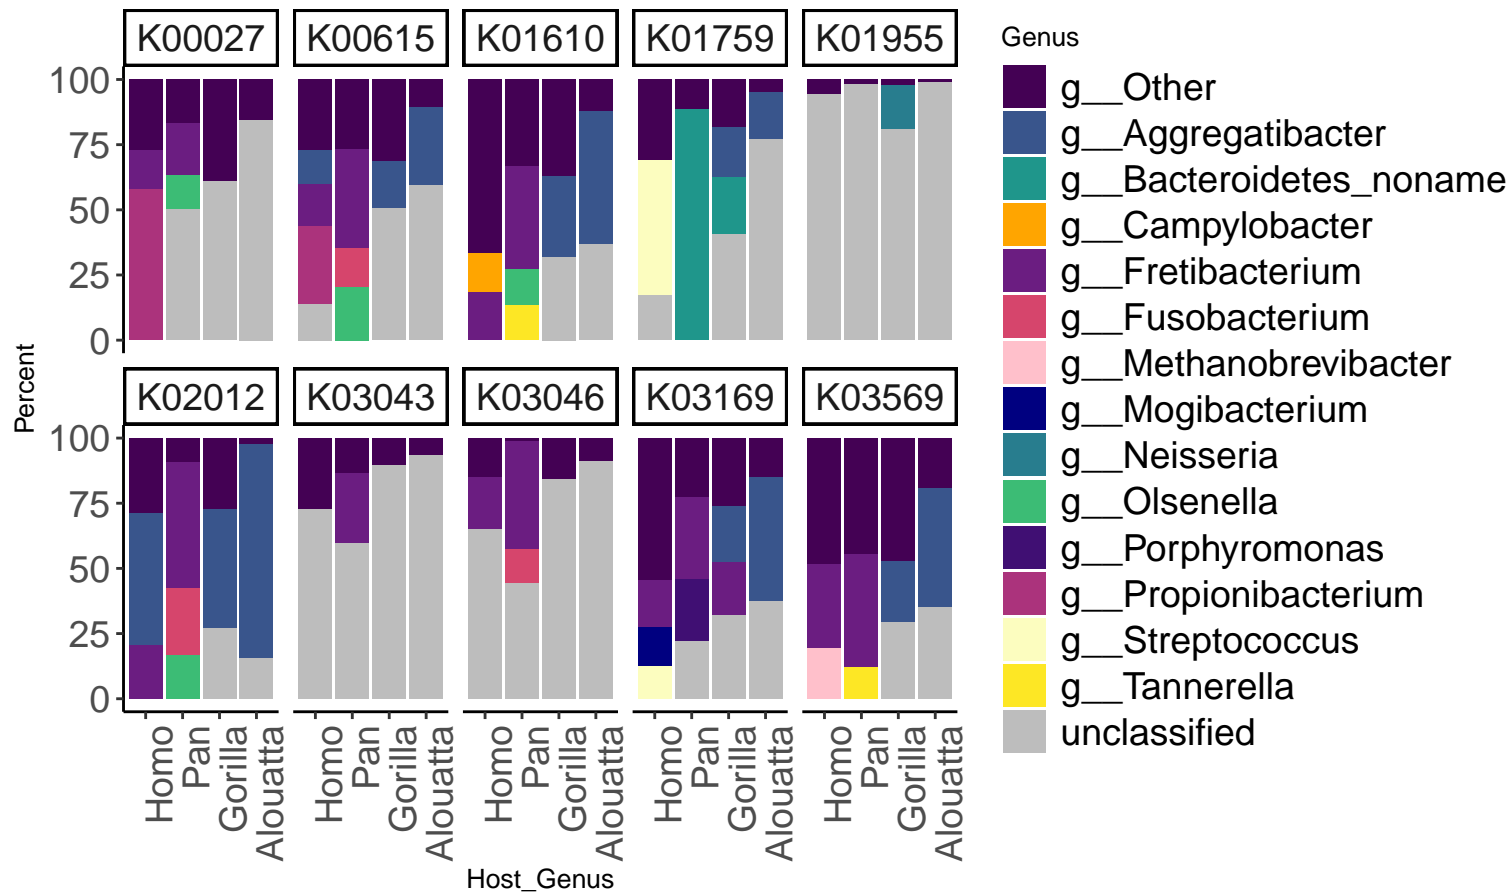 K00027 K00615 K01610 K01759 K01955
100
75
50
25
0
K02012 K03043 K03046 K03169 K03569
100
75
50
25
0
Percent
Homo Pan Gorilla Alouatta Homo Pan Gorilla Alouatta Homo Pan Gorilla Alouatta Homo Pan Gorilla Alouatta Homo Pan Gorilla Alouatta
Host_Genus
Genus
g__Other
g__Aggregatibacter
g__Bacteroidetes_noname
g__Campylobacter
g__Fretibacterium
g__Fusobacterium
g__Methanobrevibacter
g__Mogibacterium
g__Neisseria
g__Olsenella
g__Porphyromonas
g__Propionibacterium
g__Streptococcus
g__Tannerella
unclassified